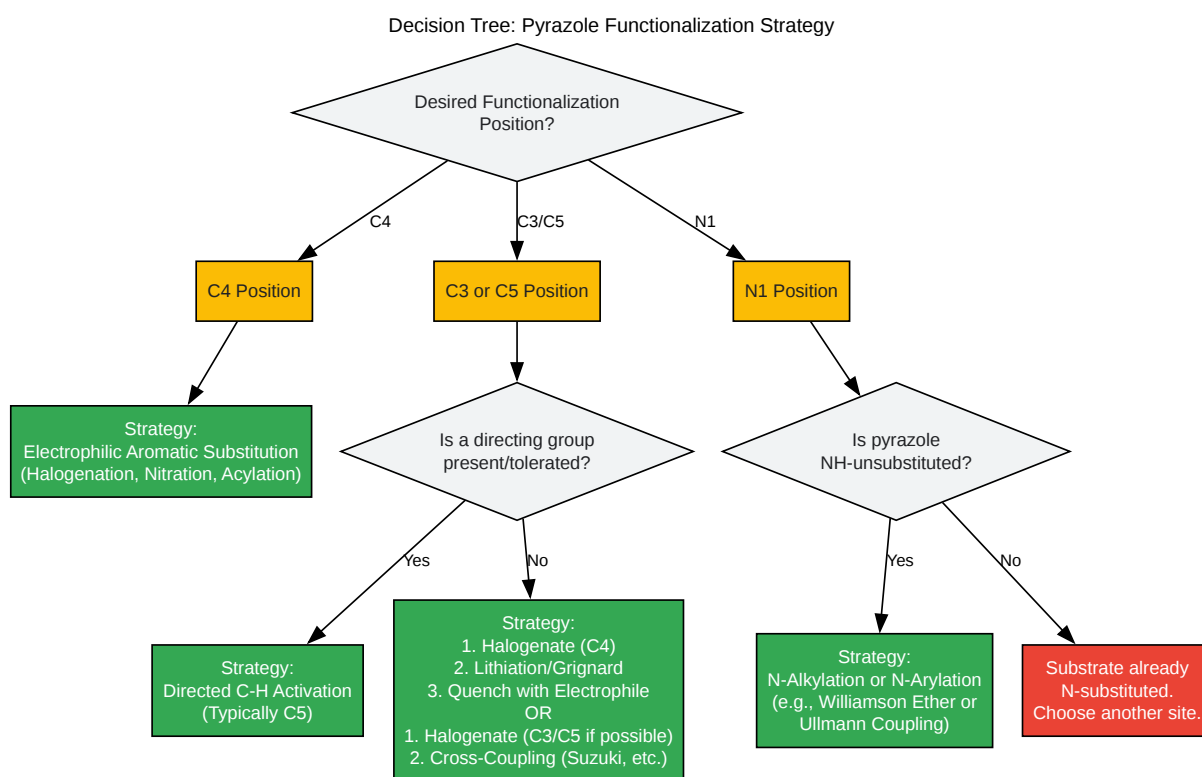 Decision Tree: Pyrazole Functionalization Strategy
Desired Functionalization
Position?
C4
C3/C5
N1
C4 Position
C3 or C5 Position
N1 Position
Strategy:
Electrophilic Aromatic Substitution
(Halogenation, Nitration, Acylation)
Is a directing group
present/tolerated?
Is pyrazole
NH-unsubstituted?
Yes
No
Yes
No
Strategy:
Directed C-H Activation
(Typically C5)
Strategy:
1. Halogenate (C4)
2. Lithiation/Grignard
3. Quench with Electrophile
OR
1. Halogenate (C3/C5 if possible)
2. Cross-Coupling (Suzuki, etc.)
Strategy:
N-Alkylation or N-Arylation
(e.g., Williamson Ether or
Ullmann Coupling)
Substrate already
N-substituted.
Choose another site.